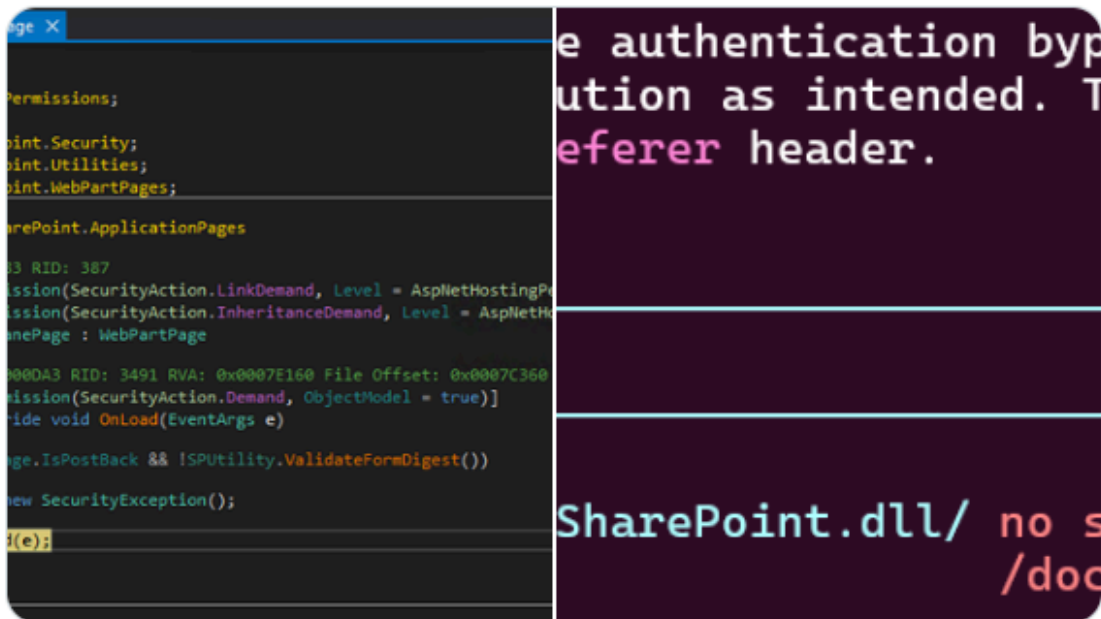 age ×
Permissions;
oint.Security;
oint.Utilities;
oint.WebPartPages;
arePoint.ApplicationPages
83 RID: 387
ission(SecurityAction.LinkDemand, Level = AspNetHostingPe
ission(SecurityAction.InheritanceDemand, Level = AspNetHo
anePage : WebPartPage
000DA3 RID: 3491 RVA: 0x0007E160 File Offset: 0x0007C360
mission(SecurityAction.Demand, ObjectModel = true)]
ride void OnLoad(EventArgs e)
age.IsPostBack && !SPUtility.ValidateFormDigest())
new SecurityException();
d(e);
e authentication byp
ution as intended. T
eferer header.
SharePoint.dll/ no s
/doc